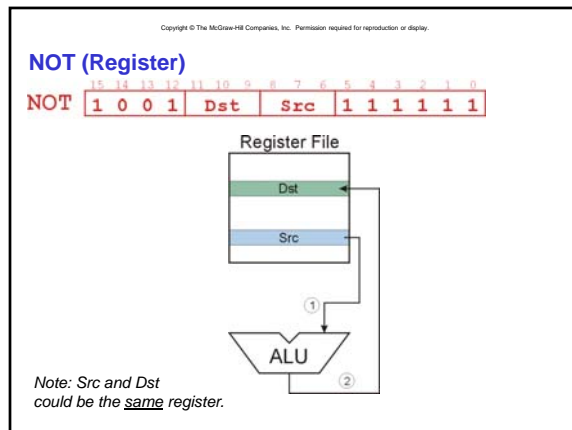 Copyright © The McGraw-Hill Companies, Inc. Permission required for reproduction or display.
NOT (Register)
15 14 13 12 11 10 9 8 7 6 5 4 3 2 1 0
NOT 1 0 0 1 Dst Src 1 1 1 1 1 1
Register File
Dst
Src
1
ALU
2
Note: Src and Dst
could be the same register.